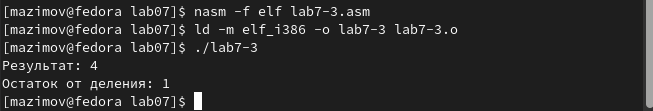 [mazimov@fedora lab07]$ nasm -f elf lab7-3.asm
[mazimov@fedora lab07]$ ld -m elf_i386 -o lab7-3 lab7-3.o
[mazimov@fedora lab07]$ ./lab7-3
Результат: 4
Остаток от деления: 1
[mazimov@fedora lab07]$